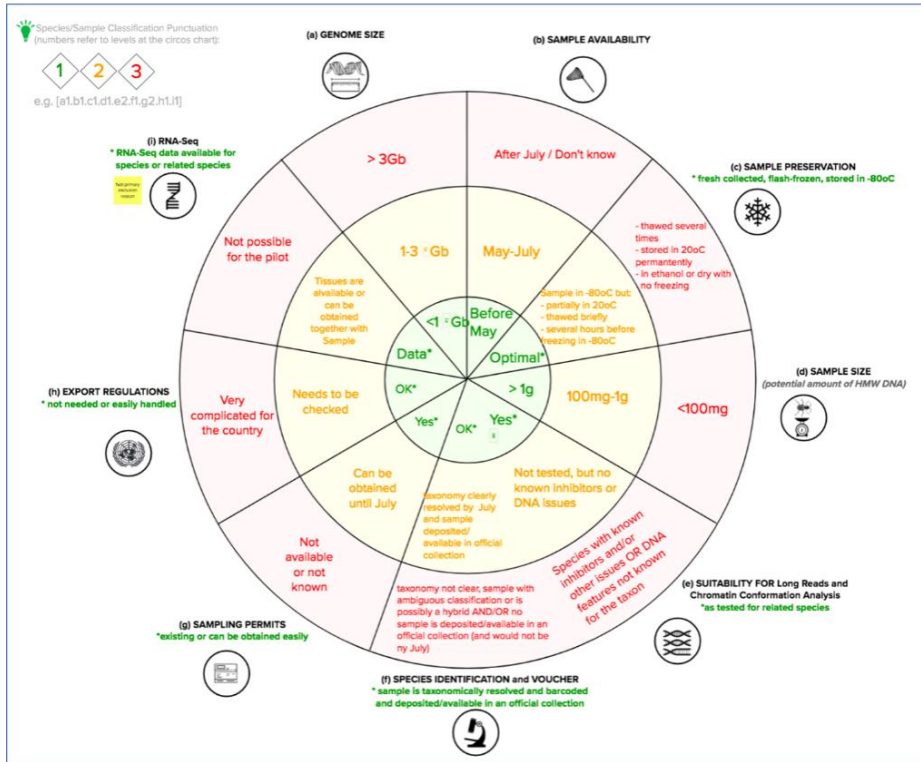 Species/Sample Classification Punctuation
(numbers refer to levels at the circos chart):
1 2 3
e.g. [a1.b1.c1.d1.e2.f1.g2.h1.i1]
(a) GENOME SIZE
(b) SAMPLE AVAILABILITY
(i) RNA-Seq
* RNA-Seq data available for
species or related species
Not primary
exclusion
reason
(c) SAMPLE PRESERVATION
* fresh collected, flash-frozen, stored in -80oC
> 3Gb
After July / Don't know
Not possible
for the pilot
- thawed several
times
- stored in 20oC
permantently
- in ethanol or dry with
no freezing
1-3 Gb
May-July
Tissues are
alvailable or
can be
obtained
together with
Sample
Sample in -80oC but:
- partially in 20oC
- thawed briefly
- several hours before
freezing in -80oC
<1 Gb
Before
May
Data*
Optimal*
(h) EXPORT REGULATIONS
* not needed or easily handled
Very
complicated for
the country
Needs to be
checked
OK*
> 1g
100mg-1g
<100mg
(d) SAMPLE SIZE
(potential amount of HMW DNA)
Yes*
OK*
Yes*
Can be
obtained
until July
taxonomy clearly
resolved by July
and sample
deposited/
available in official
collection
Not tested, but no
known inhibitors or
DNA issues
Not
available
or not
known
taxonomy not clear, sample with
ambiguous classification or is
possibly a hybrid AND/OR no
sample is deposited/available in an
official collection (and would not be
ny July)
Species with known
inhibitors and/or
other issues OR DNA
features not known
for the taxon
(e) SUITABILITY FOR Long Reads and
Chromatin Conformation Analysis
*as tested for related species
(g) SAMPLING PERMITS
*existing or can be obtained easily
(f) SPECIES IDENTIFICATION and VOUCHER
* sample is taxonomically resolved and barcoded
and deposited/available in an official collection